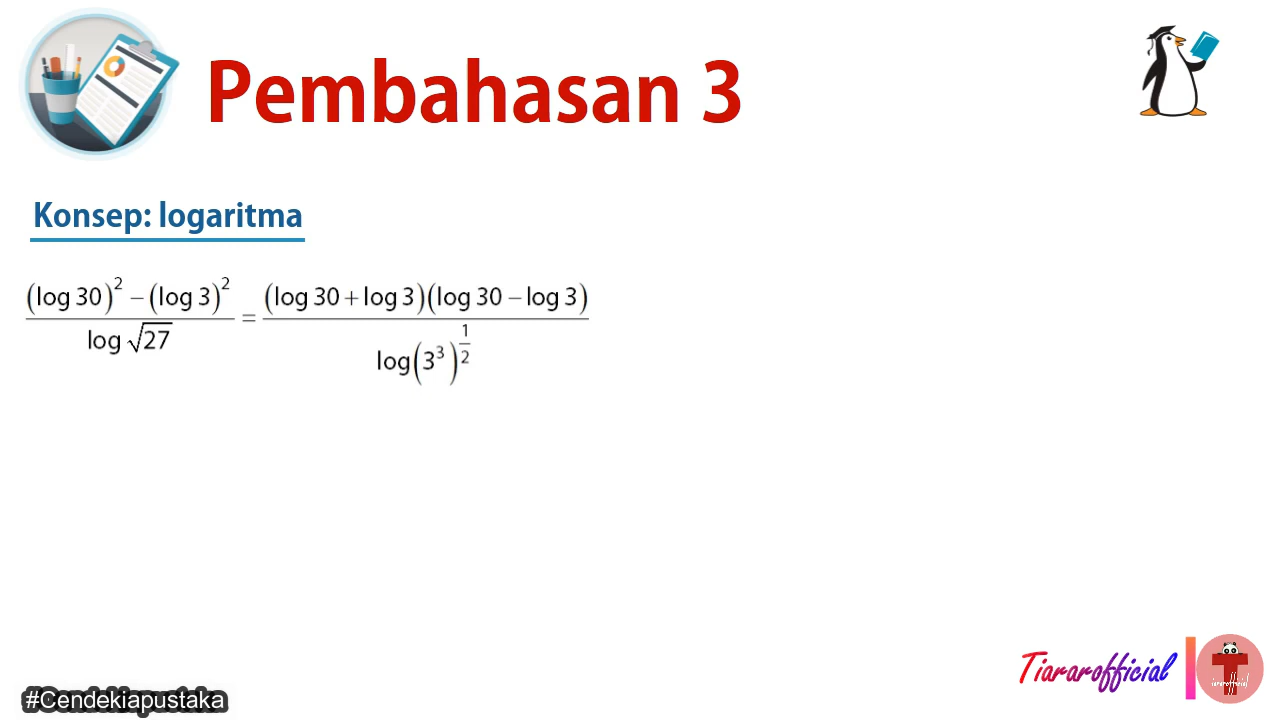 Pembahasan 3
Konsep: logaritma
(log 30)² − (log 3)² / log √27 = (log 30 + log 3)(log 30 − log 3) / log(3³)^(1/2)
Tiararofficial
T
tiararofficial
#Cendekiapustaka